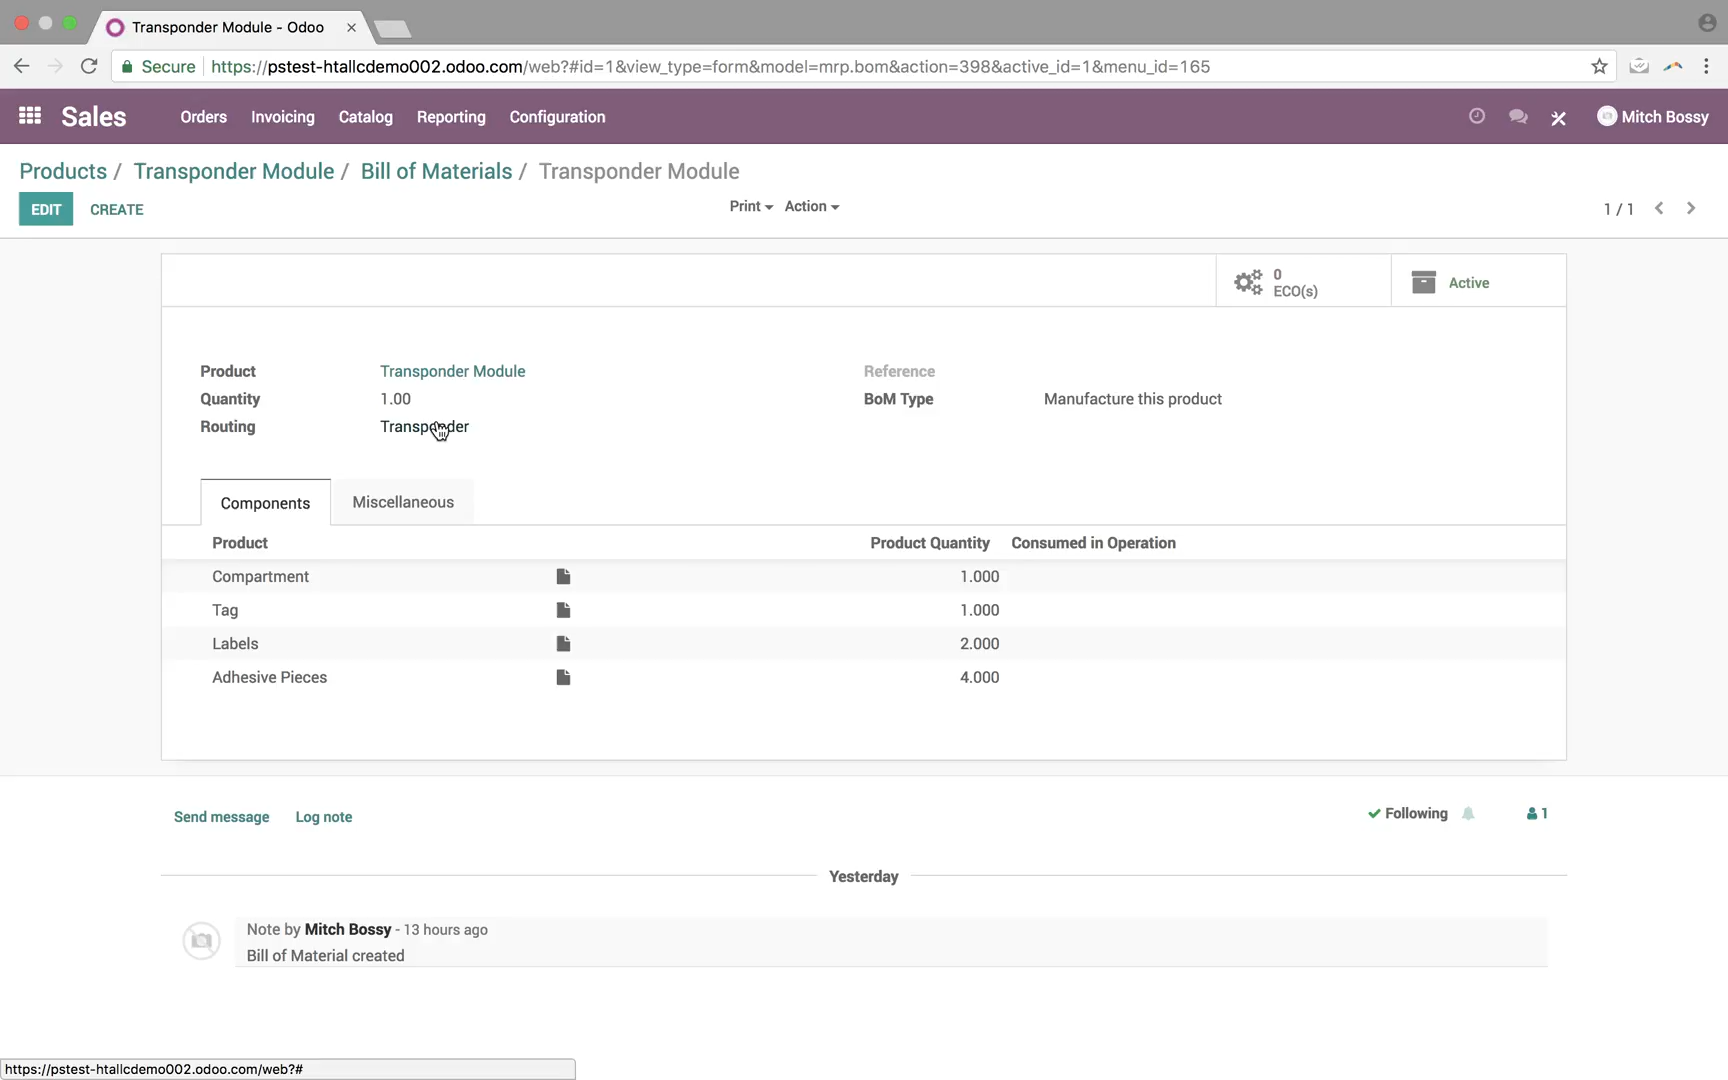 Transponder Module - Odoo
Secure https://pstest-htallcdemo002.odoo.com/web?#id=1&view_type=form&model=mrp.bom&action=398&active_id=1&menu_id=165
Sales Orders Invoicing Catalog Reporting Configuration Mitch Bossy
Products / Transponder Module / Bill of Materials / Transponder Module
EDIT CREATE Print Action 1 / 1
0
ECO(s)
Active
Product Transponder Module Reference
Quantity 1.00 BoM Type Manufacture this product
Routing Transponder
Components Miscellaneous
Product Product Quantity Consumed in Operation
Compartment 1.000
Tag 1.000
Labels 2.000
Adhesive Pieces 4.000
Send message Log note Following 1
Yesterday
Note by Mitch Bossy - 13 hours ago
Bill of Material created
https://pstest-htallcdemo002.odoo.com/web?#